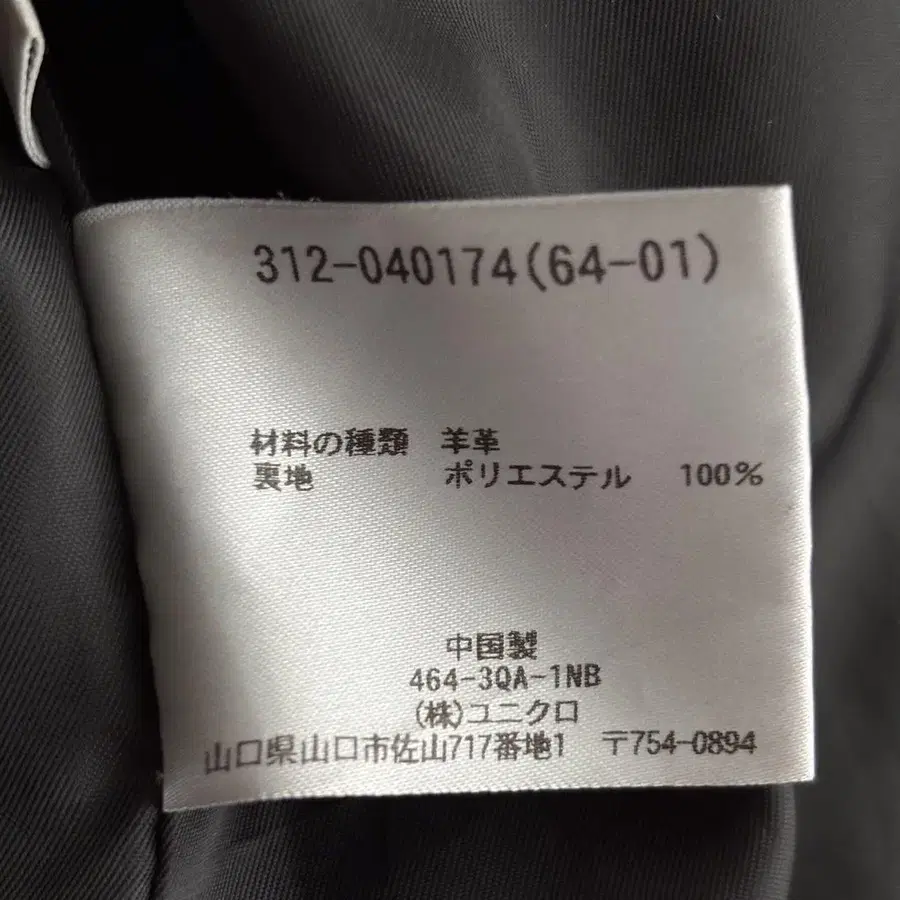 312-040174(64-01)
材料の種類 羊革
裏地 ポリエステル 100%
中国製
464-3QA-1NB
(株)ユニクロ
山口県山口市佐山717番地1 〒754-0894